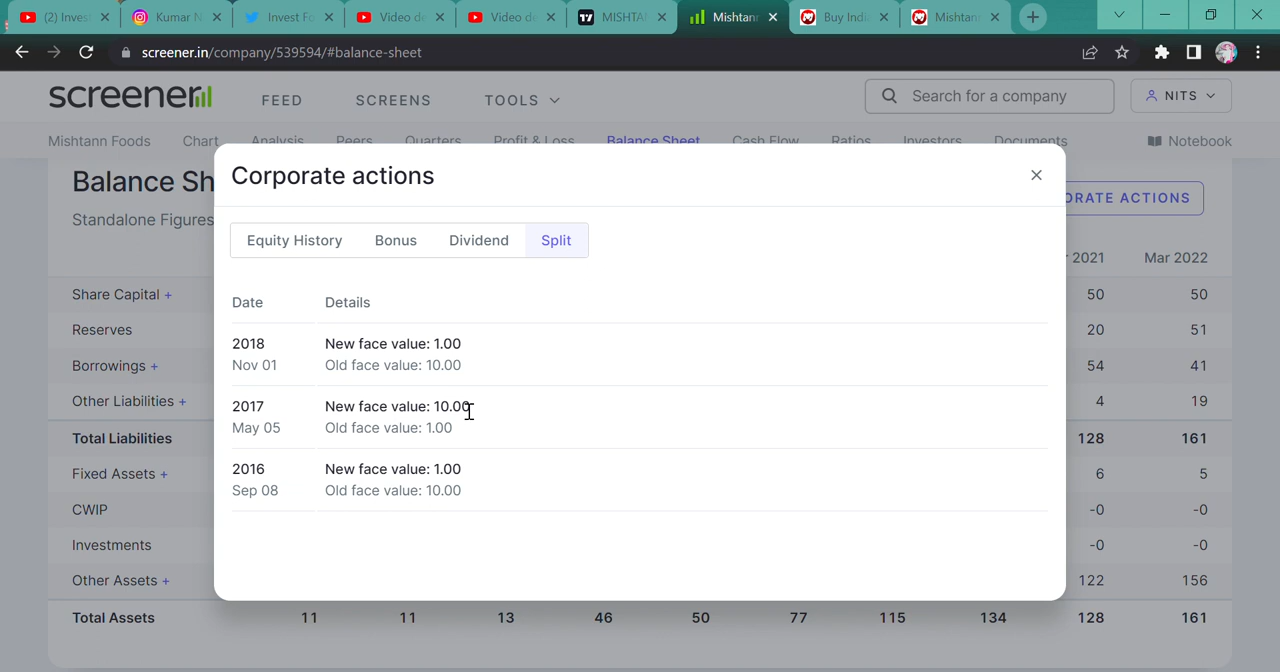 (2) Invest
Kumar N
Invest Fo
Video de
Video de
MISHTA
Mishtann
Buy Indi
Mishtan
screener.in/company/539594/#balance-sheet
screener
FEED
SCREENS
TOOLS
Search for a company
NITS
Mishtann Foods
Chart
Analysis
Peers
Quarters
Profit & Loss
Balance Sheet
Cash Flow
Ratios
Investors
Documents
Notebook
Balance Sh
Standalone Figures
ORATE ACTIONS
Corporate actions
Equity History
Bonus
Dividend
Split
Date Details
2018 New face value: 1.00
Nov 01 Old face value: 10.00
2017 New face value: 10.00
May 05 Old face value: 1.00
2016 New face value: 1.00
Sep 08 Old face value: 10.00
2021 Mar 2022
Share Capital + 50 50
Reserves 20 51
Borrowings + 54 41
Other Liabilities + 4 19
Total Liabilities 128 161
Fixed Assets + 6 5
CWIP -0 -0
Investments -0 -0
Other Assets + 122 156
Total Assets 11 11 13 46 50 77 115 134 128 161